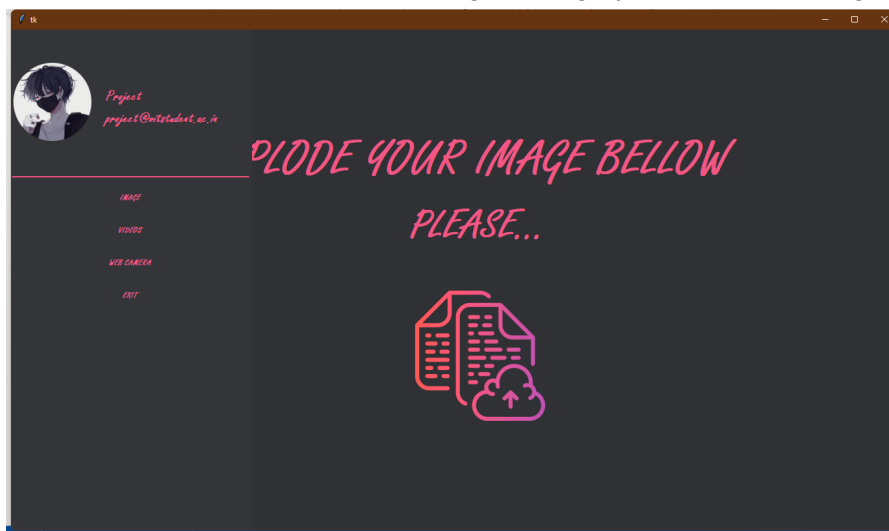 tk
Project
project@vitstudent.ac.in
PLODE YOUR IMAGE BELLOW
PLEASE...
IMAGE
VIDEOS
WEB CAMERA
EXIT